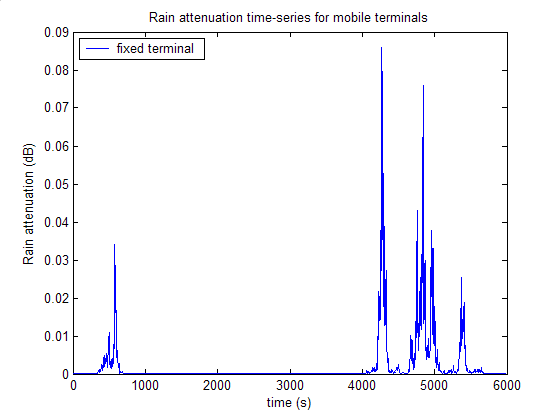 Rain attenuation time-series for mobile terminals
fixed terminal
Rain attenuation (dB)
0.09
0.08
0.07
0.06
0.05
0.04
0.03
0.02
0.01
0
0 1000 2000 3000 4000 5000 6000
time (s)